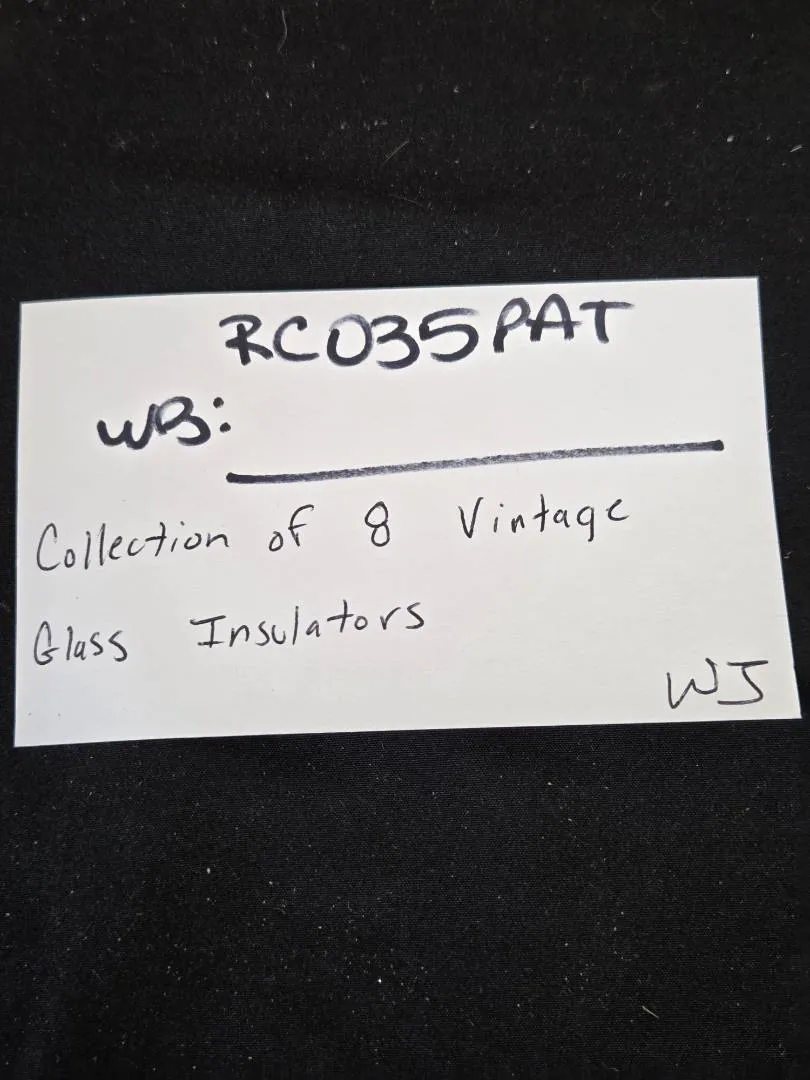 RC035PAT
WB:
Collection of 8 Vintage
Glass Insulators
WJ